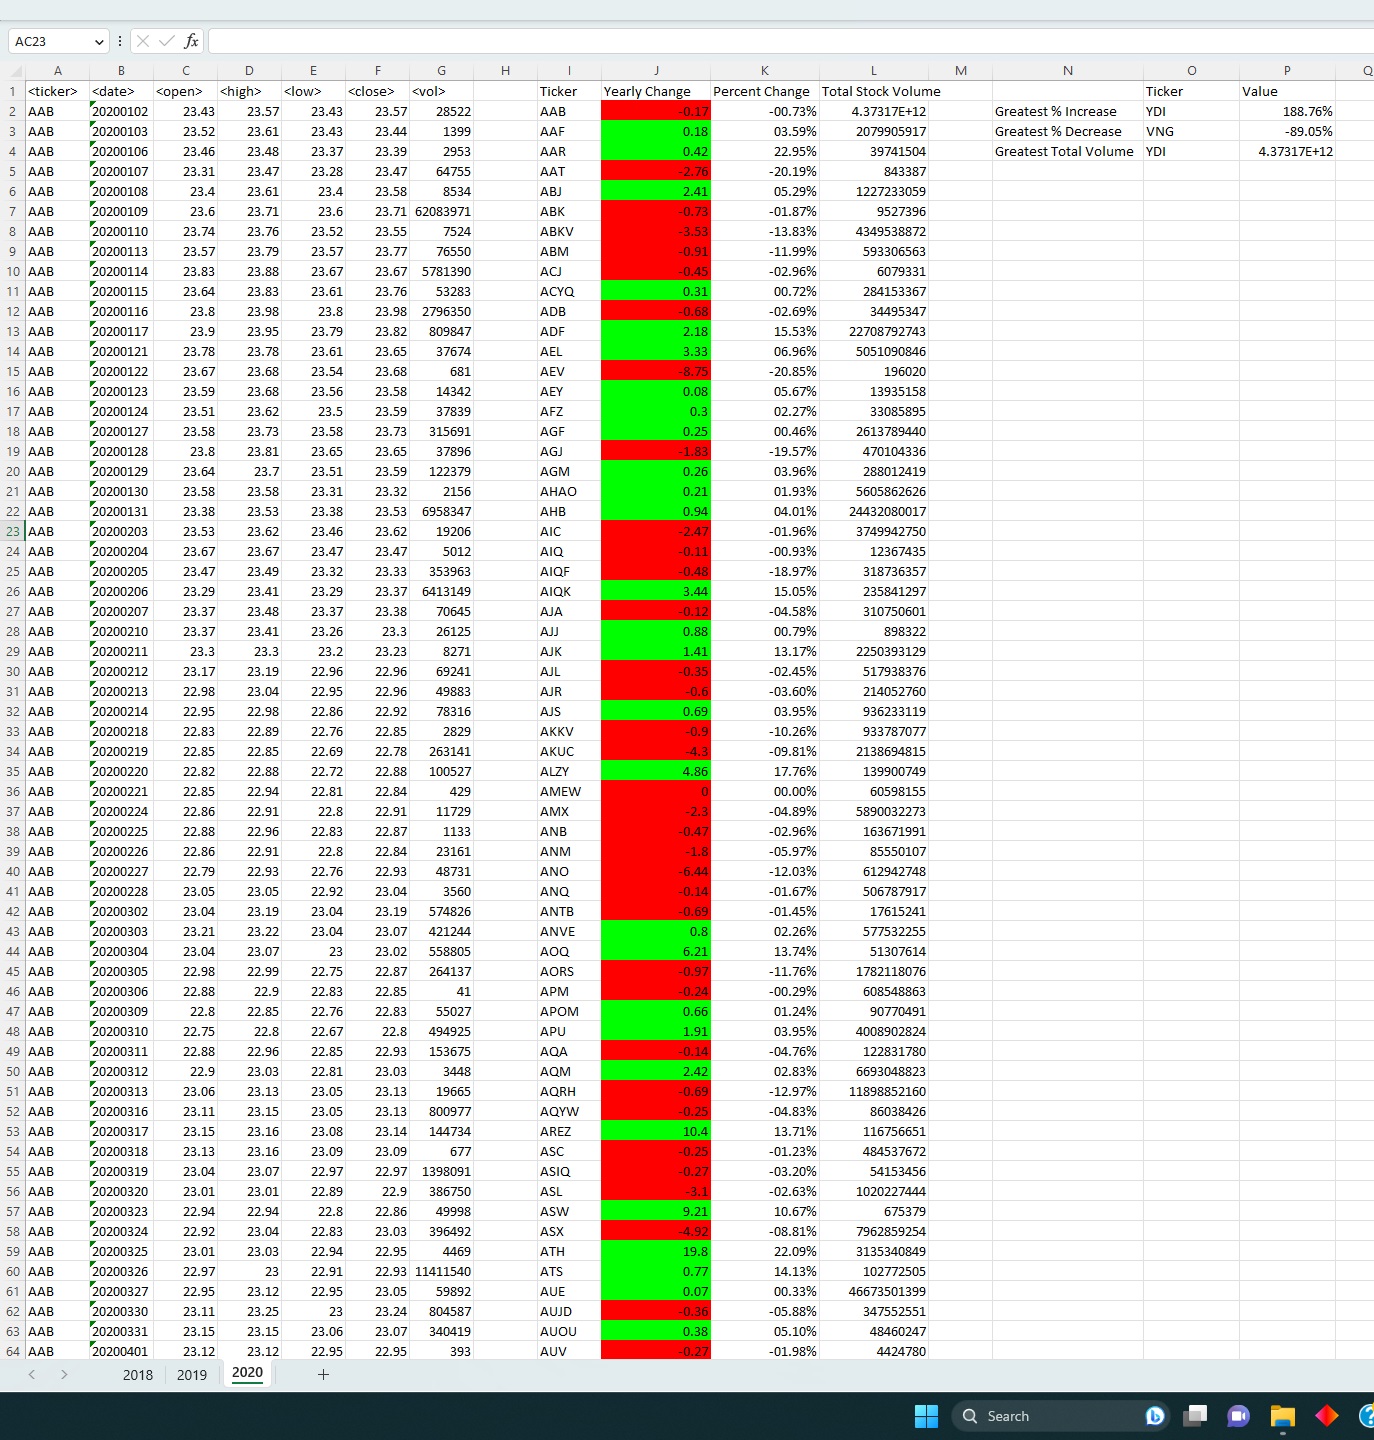 AC23 fx
A B C D E F G H I J K L M N O P Q
1 <ticker> <date> <open> <high> <low> <close> <vol> Ticker Yearly Change Percent Change Total Stock Volume Ticker Value
2 AAB 20200102 23.43 23.57 23.43 23.57 28522 AAB -0.17 -00.73% 4.37317E+12 Greatest % Increase YDI 188.76%
3 AAB 20200103 23.52 23.61 23.43 23.44 1399 AAF 0.18 03.59% 2079905917 Greatest % Decrease VNG -89.05%
4 AAB 20200106 23.46 23.48 23.37 23.39 2953 AAR 0.42 22.95% 39741504 Greatest Total Volume YDI 4.37317E+12
5 AAB 20200107 23.31 23.47 23.28 23.47 64755 AAT -2.76 -20.19% 843387
6 AAB 20200108 23.4 23.61 23.4 23.58 8534 ABJ 2.41 05.29% 1227233059
7 AAB 20200109 23.6 23.71 23.6 23.71 62083971 ABK -0.73 -01.87% 9527396
8 AAB 20200110 23.74 23.76 23.52 23.55 7524 ABKV -3.53 -13.83% 4349538872
9 AAB 20200113 23.57 23.79 23.57 23.77 76550 ABM -0.91 -11.99% 593306563
10 AAB 20200114 23.83 23.88 23.67 23.67 5781390 ACJ -0.45 -02.96% 6079331
11 AAB 20200115 23.64 23.83 23.61 23.76 53283 ACYQ 0.31 00.72% 284153367
12 AAB 20200116 23.8 23.98 23.8 23.98 2796350 ADB -0.68 -02.69% 34495347
13 AAB 20200117 23.9 23.95 23.79 23.82 809847 ADF 2.18 15.53% 22708792743
14 AAB 20200121 23.78 23.78 23.61 23.65 37674 AEL 3.33 06.96% 5051090846
15 AAB 20200122 23.67 23.68 23.54 23.68 681 AEV -8.75 -20.85% 196020
16 AAB 20200123 23.59 23.68 23.56 23.58 14342 AEY 0.08 05.67% 13935158
17 AAB 20200124 23.51 23.62 23.5 23.59 37839 AFZ 0.3 02.27% 33085895
18 AAB 20200127 23.58 23.73 23.58 23.73 315691 AGF 0.25 00.46% 2613789440
19 AAB 20200128 23.8 23.81 23.65 23.65 37896 AGJ -1.83 -19.57% 470104336
20 AAB 20200129 23.64 23.7 23.51 23.59 122379 AGM 0.26 03.96% 288012419
21 AAB 20200130 23.58 23.58 23.31 23.32 2156 AHAO 0.21 01.93% 5605862626
22 AAB 20200131 23.38 23.53 23.38 23.53 6958347 AHB 0.94 04.01% 24432080017
23 AAB 20200203 23.53 23.62 23.46 23.62 19206 AIC -2.47 -01.96% 3749942750
24 AAB 20200204 23.67 23.67 23.47 23.47 5012 AIQ -0.11 -00.93% 12367435
25 AAB 20200205 23.47 23.49 23.32 23.33 353963 AIQF -0.48 -18.97% 318736357
26 AAB 20200206 23.29 23.41 23.29 23.37 6413149 AIQK 3.44 15.05% 235841297
27 AAB 20200207 23.37 23.48 23.37 23.38 70645 AJA -0.12 -04.58% 310750601
28 AAB 20200210 23.37 23.41 23.26 23.3 26125 AJJ 0.88 00.79% 898322
29 AAB 20200211 23.3 23.3 23.2 23.23 8271 AJK 1.41 13.17% 2250393129
30 AAB 20200212 23.17 23.19 22.96 22.96 69241 AJL -0.35 -02.45% 517938376
31 AAB 20200213 22.98 23.04 22.95 22.96 49883 AJR -0.6 -03.60% 214052760
32 AAB 20200214 22.95 22.98 22.86 22.92 78316 AJS 0.69 03.95% 936233119
33 AAB 20200218 22.83 22.89 22.76 22.85 2829 AKKV -0.9 -10.26% 933787077
34 AAB 20200219 22.85 22.85 22.69 22.78 263141 AKUC -4.3 -09.81% 2138694815
35 AAB 20200220 22.82 22.88 22.72 22.88 100527 ALZY 4.86 17.76% 139900749
36 AAB 20200221 22.85 22.94 22.81 22.84 429 AMEW 0 00.00% 60598155
37 AAB 20200224 22.86 22.91 22.8 22.91 11729 AMX -2.3 -04.89% 5890032273
38 AAB 20200225 22.88 22.96 22.83 22.87 1133 ANB -0.47 -02.96% 163671991
39 AAB 20200226 22.86 22.91 22.8 22.84 23161 ANM -1.8 -05.97% 85550107
40 AAB 20200227 22.79 22.93 22.76 22.93 48731 ANO -6.44 -12.03% 612942748
41 AAB 20200228 23.05 23.05 22.92 23.04 3560 ANQ -0.14 -01.67% 506787917
42 AAB 20200302 23.04 23.19 23.04 23.19 574826 ANTB -0.69 -01.45% 17615241
43 AAB 20200303 23.21 23.22 23.04 23.07 421244 ANVE 0.8 02.26% 577532255
44 AAB 20200304 23.04 23.07 23 23.02 558805 AOQ 6.21 13.74% 51307614
45 AAB 20200305 22.98 22.99 22.75 22.87 264137 AORS -0.97 -11.76% 1782118076
46 AAB 20200306 22.88 22.9 22.83 22.85 41 APM -0.24 -00.29% 608548863
47 AAB 20200309 22.8 22.85 22.76 22.83 55027 APOM 0.66 01.24% 90770491
48 AAB 20200310 22.75 22.8 22.67 22.8 494925 APU 1.91 03.95% 4008902824
49 AAB 20200311 22.88 22.96 22.85 22.93 153675 AQA -0.14 -04.76% 122831780
50 AAB 20200312 22.9 23.03 22.81 23.03 3448 AQM 2.42 02.83% 6693048823
51 AAB 20200313 23.06 23.13 23.05 23.13 19665 AQRH -0.69 -12.97% 11898852160
52 AAB 20200316 23.11 23.15 23.05 23.13 800977 AQYW -0.25 -04.83% 86038426
53 AAB 20200317 23.15 23.16 23.08 23.14 144734 AREZ 10.4 13.71% 116756651
54 AAB 20200318 23.13 23.16 23.09 23.09 677 ASC -0.25 -01.23% 484537672
55 AAB 20200319 23.04 23.07 22.97 22.97 1398091 ASIQ -0.27 -03.20% 54153456
56 AAB 20200320 23.01 23.01 22.89 22.9 386750 ASL -3.1 -02.63% 1020227444
57 AAB 20200323 22.94 22.94 22.8 22.86 49998 ASW 9.21 10.67% 675379
58 AAB 20200324 22.92 23.04 22.83 23.03 396492 ASX -4.92 -08.81% 7962859254
59 AAB 20200325 23.01 23.03 22.94 22.95 4469 ATH 19.8 22.09% 3135340849
60 AAB 20200326 22.97 23 22.91 22.93 11411540 ATS 0.77 14.13% 102772505
61 AAB 20200327 22.95 23.12 22.95 23.05 59892 AUE 0.07 00.33% 46673501399
62 AAB 20200330 23.11 23.25 23 23.24 804587 AUJD -0.36 -05.88% 347552551
63 AAB 20200331 23.15 23.15 23.06 23.07 340419 AUOU 0.38 05.10% 48460247
64 AAB 20200401 23.12 23.12 22.95 22.95 393 AUV -0.27 -01.98% 4424780
2018 2019 2020 +
Search